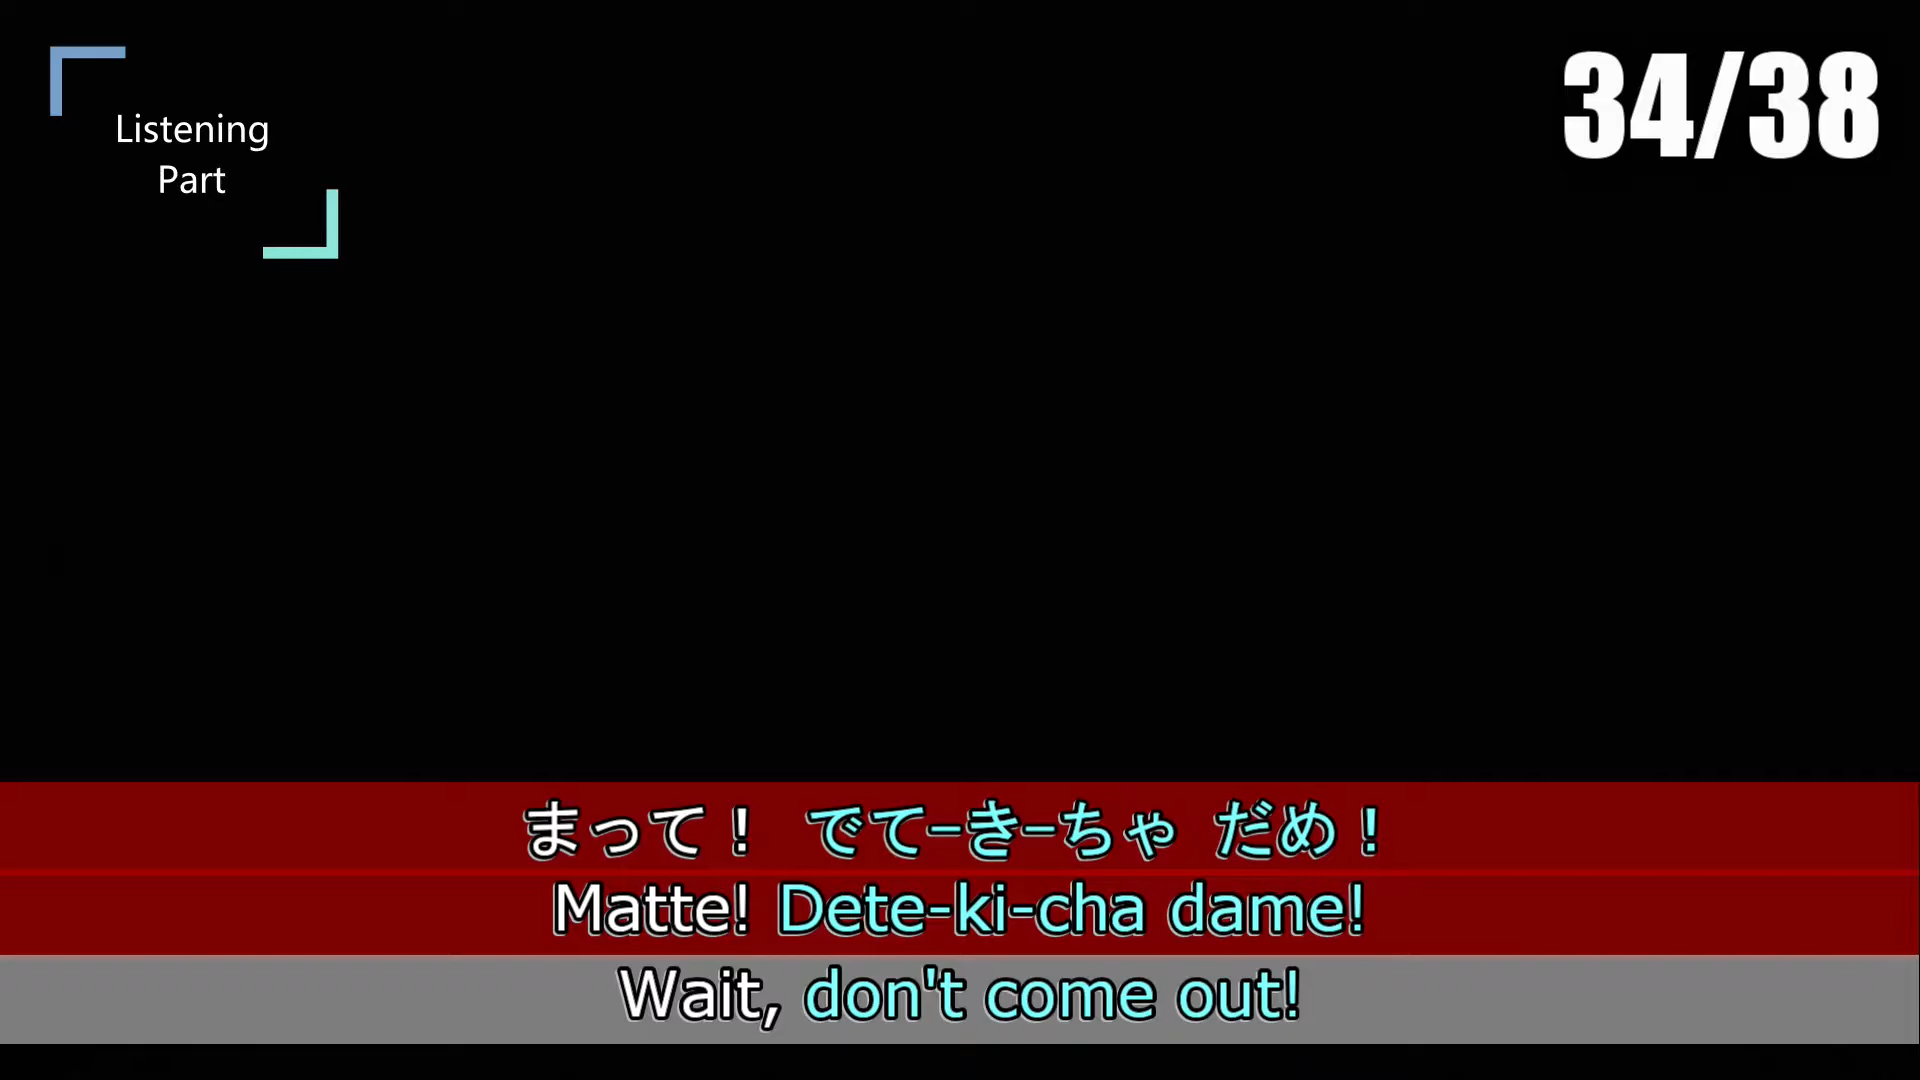 Listening
Part
34/38
まって！ でて-き-ちゃ だめ！
Matte! Dete-ki-cha dame!
Wait, don't come out!